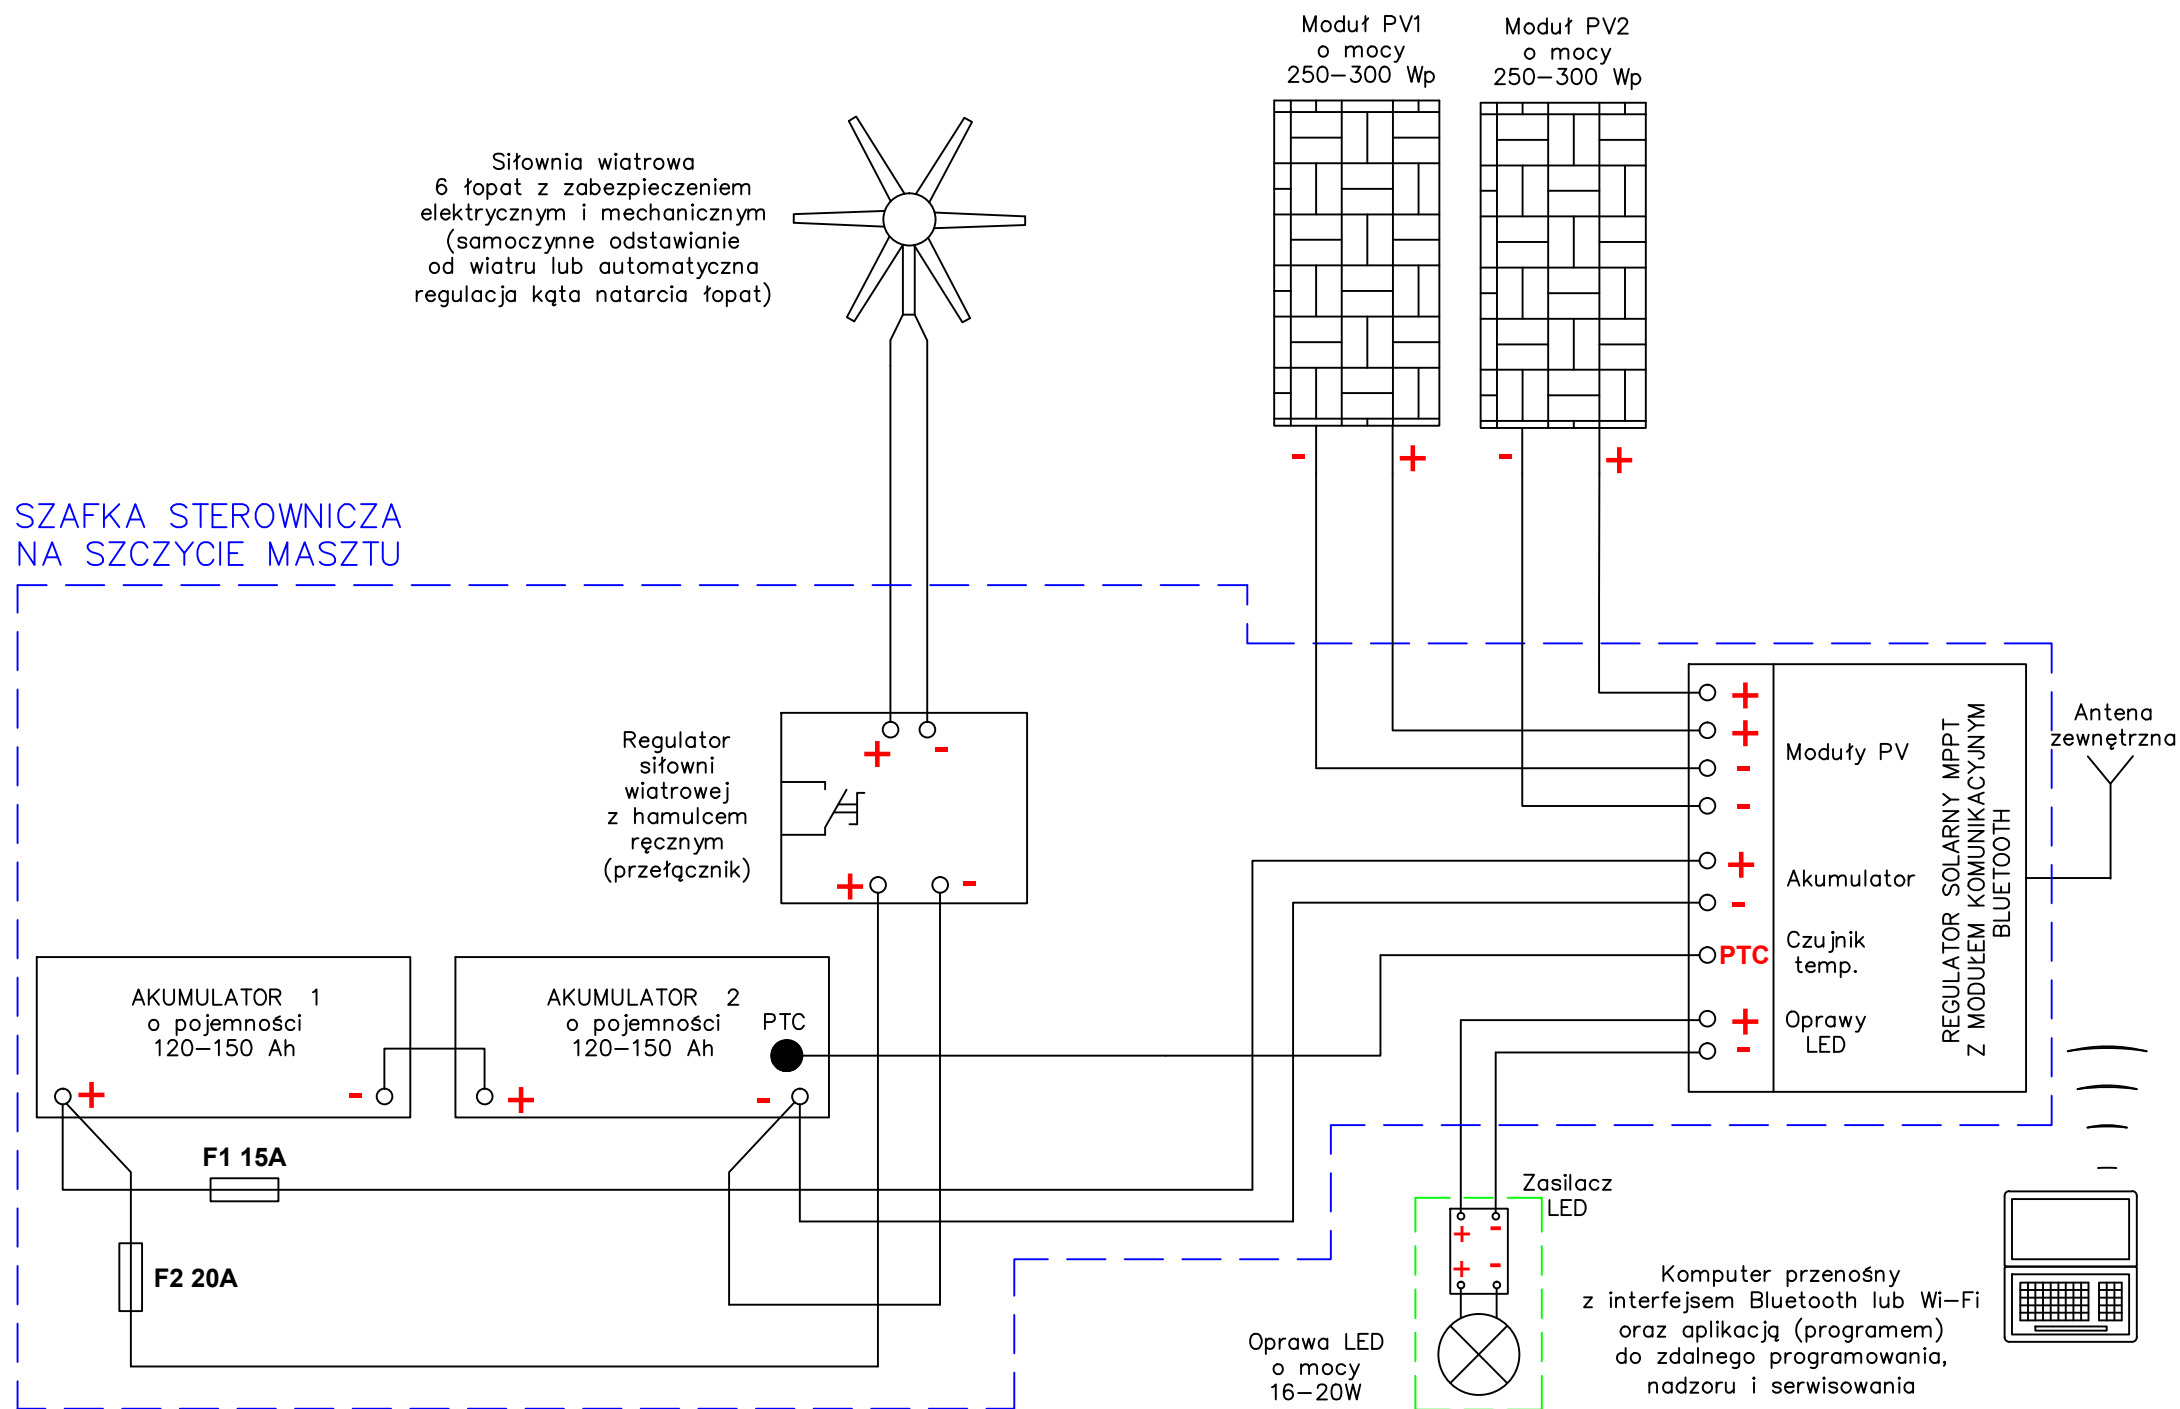 Moduł PV1
o mocy
250-300 Wp
Moduł PV2
o mocy
250-300 Wp
Siłownia wiatrowa
6 łopat z zabezpieczeniem
elektrycznym i mechanicznym
(samoczynne odstawianie
od wiatru lub automatyczna
regulacja kąta natarcia łopat)
- +
- +
SZAFKA STEROWNICZA
NA SZCZYCIE MASZTU
Regulator
siłowni
wiatrowej
z hamulcem
ręcznym
(przełącznik)
+ -
+ -
+
+
-
-
Moduły PV
+
-
Akumulator
PTC
Czujnik
temp.
+
-
Oprawy
LED
REGULATOR SOLARNY MPPT
Z MODUŁEM KOMUNIKACYJNYM
BLUETOOTH
Antena
zewnętrzna
AKUMULATOR 1
o pojemności
120-150 Ah
+ -
AKUMULATOR 2
o pojemności
120-150 Ah
PTC
+ -
F1 15A
F2 20A
Zasilacz
LED
+ -
+ -
Oprawa LED
o mocy
16-20W
Komputer przenośny
z interfejsem Bluetooth lub Wi-Fi
oraz aplikacją (programem)
do zdalnego programowania,
nadzoru i serwisowania